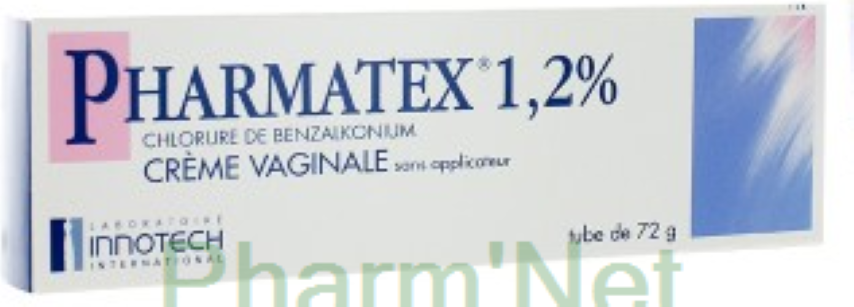 PHARMATEX® 1,2%
CHLORURE DE BENZALKONIUM
CRÈME VAGINALE sans applicateur
LABORATOIRE
INNOTECH
INTERNATIONAL
tube de 72 g
Pharm'Net